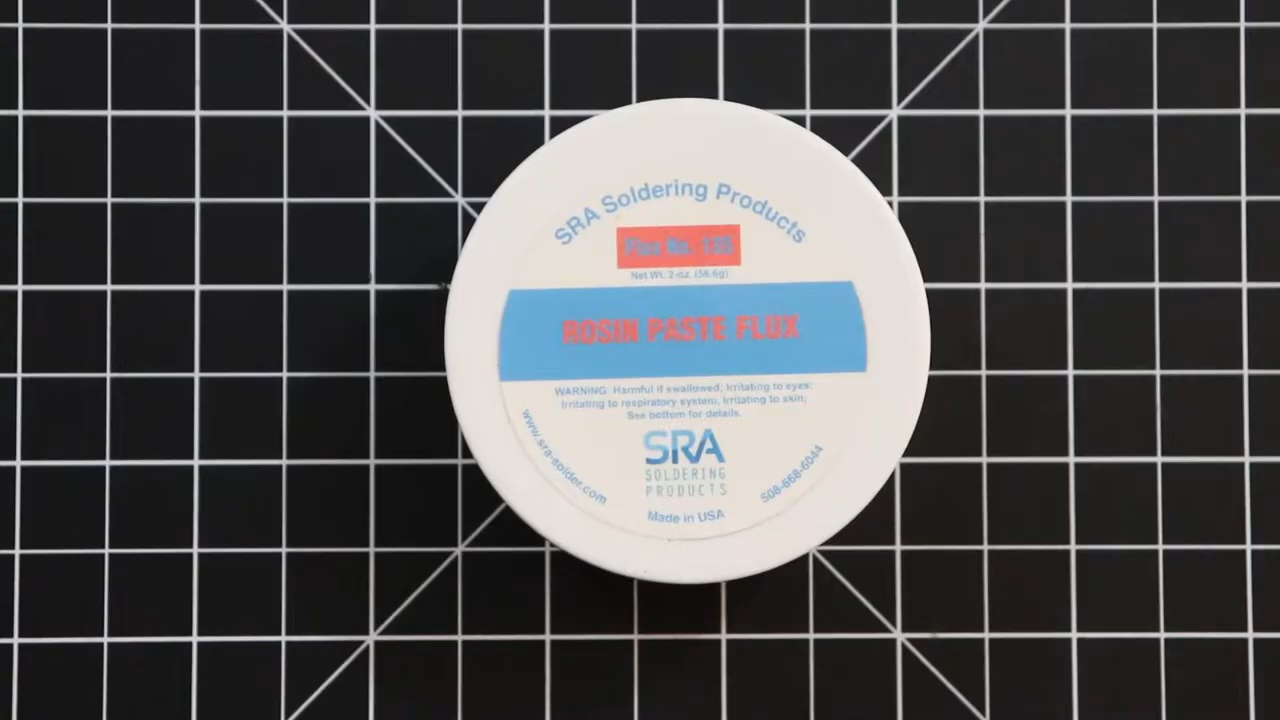 SRA Soldering Products
Flux No. 135
Net Wt. 2-oz. (56.6g)
ROSIN PASTE FLUX
WARNING: Harmful if swallowed; Irritating to eyes;
Irritating to respiratory system, Irritating to skin;
See bottom for details.
www.sra-solder.com
SRA
SOLDERING
PRODUCTS
508-668-6044
Made in USA